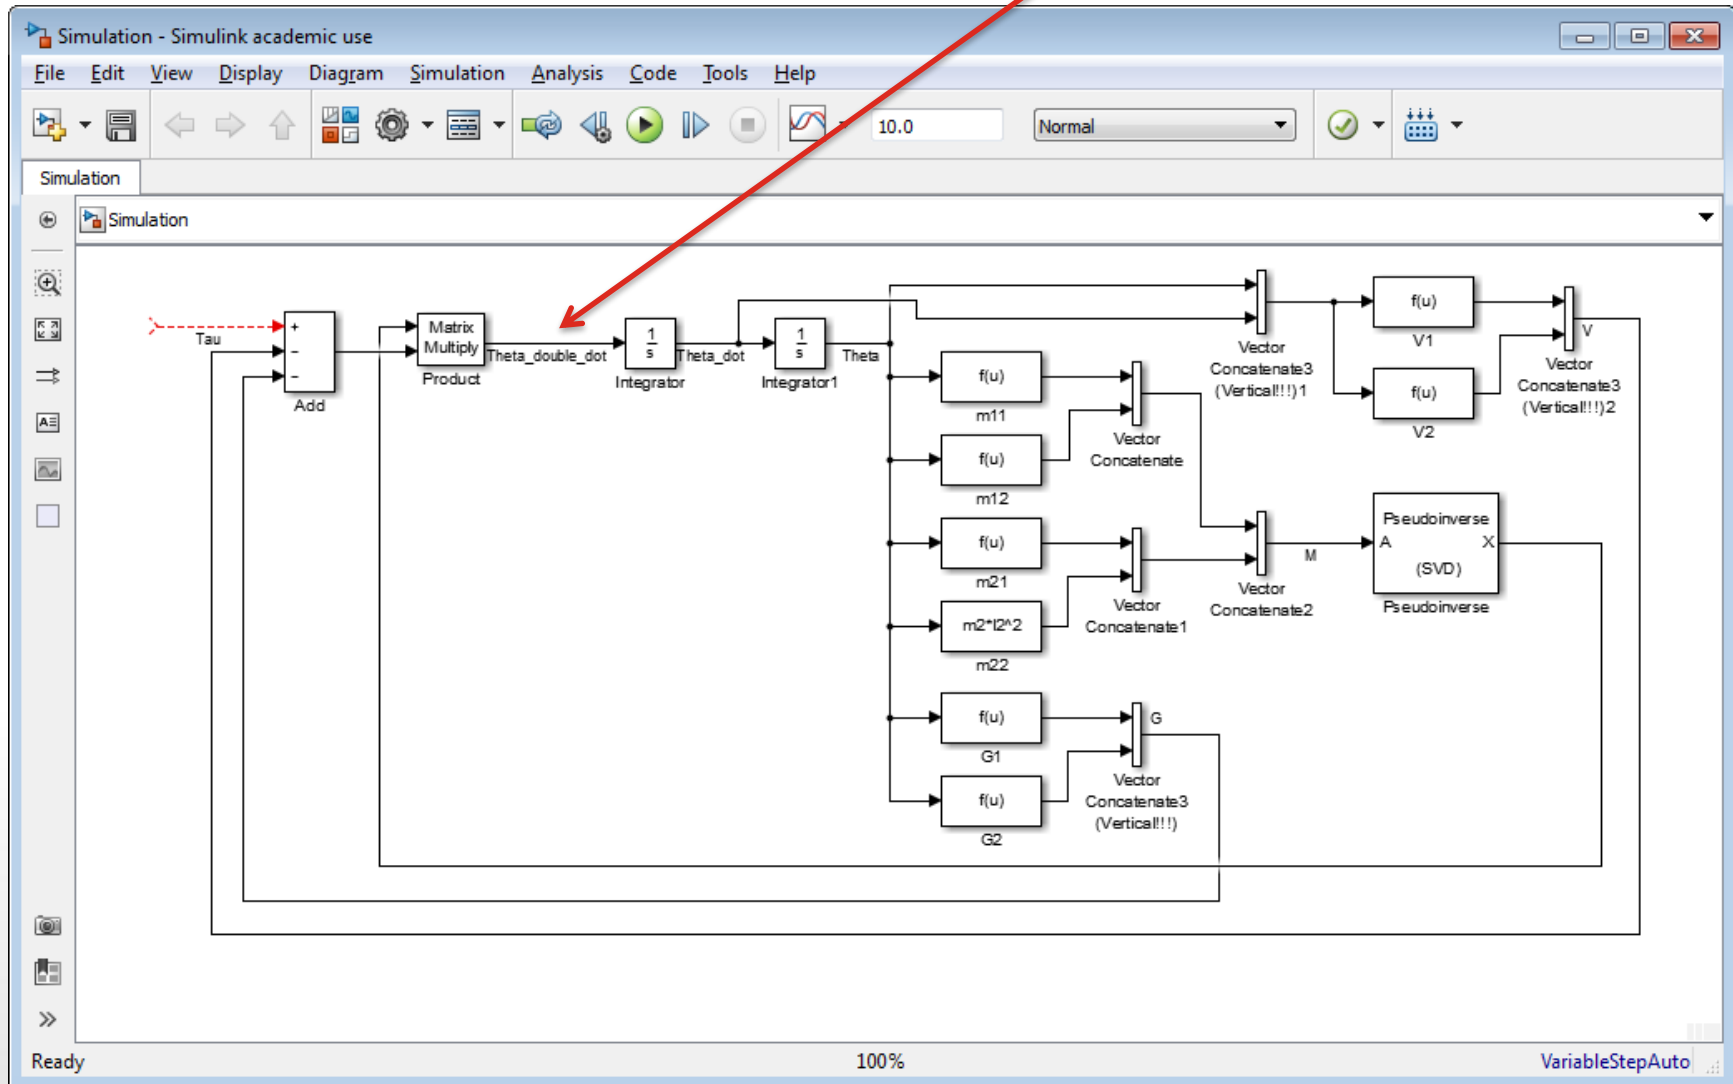 Simulation - Simulink academic use
File Edit View Display Diagram Simulation Analysis Code Tools Help
10.0
Normal
Simulation
Simulation
Tau
+
−
−
Add
Matrix
Multiply
Product
Theta_double_dot
1
s
Integrator
Theta_dot
1
s
Integrator1
Theta
f(u)
m11
f(u)
m12
Vector
Concatenate
f(u)
m21
m2*l2^2
m22
Vector
Concatenate1
f(u)
G1
f(u)
G2
G
Vector
Concatenate3
(Vertical!!!)
Vector
Concatenate3
(Vertical!!!)1
f(u)
V1
f(u)
V2
V
Vector
Concatenate3
(Vertical!!!)2
Vector
Concatenate2
M
Pseudoinverse
A X
(SVD)
Pseudoinverse
Ready 100% VariableStepAuto